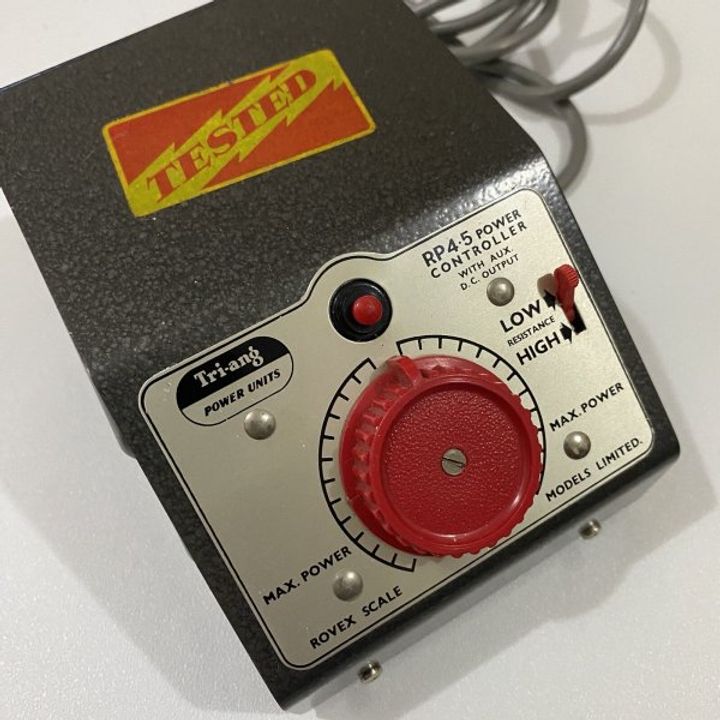 TESTED
RP4·5 POWER
CONTROLLER
WITH AUX.
D.C. OUTPUT
LOW
RESISTANCE
HIGH
Tri-ang
POWER UNITS
MAX. POWER
MAX. POWER
ROVEX SCALE MODELS LIMITED.